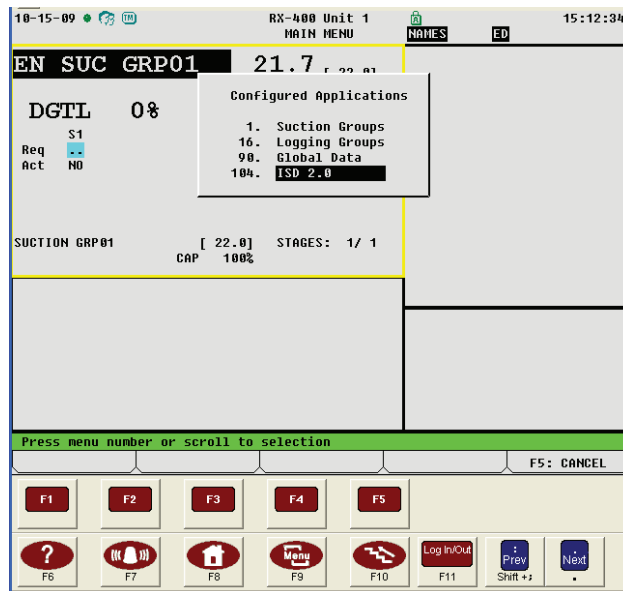 10-15-09 RX-400 Unit 1 15:12:34
MAIN MENU NAMES ED
EN SUC GRP01 21.7 [ 22.0]
Configured Applications
DGTL 0%
1. Suction Groups
16. Logging Groups
90. Global Data
104. ISD 2.0
S1
Req --
Act NO
SUCTION GRP01 [ 22.0] STAGES: 1/ 1
CAP 100%
Press menu number or scroll to selection
F5: CANCEL
F1 F2 F3 F4 F5
? Menu Log In/Out : Prev . Next
F6 F7 F8 F9 F10 F11 Shift +; .